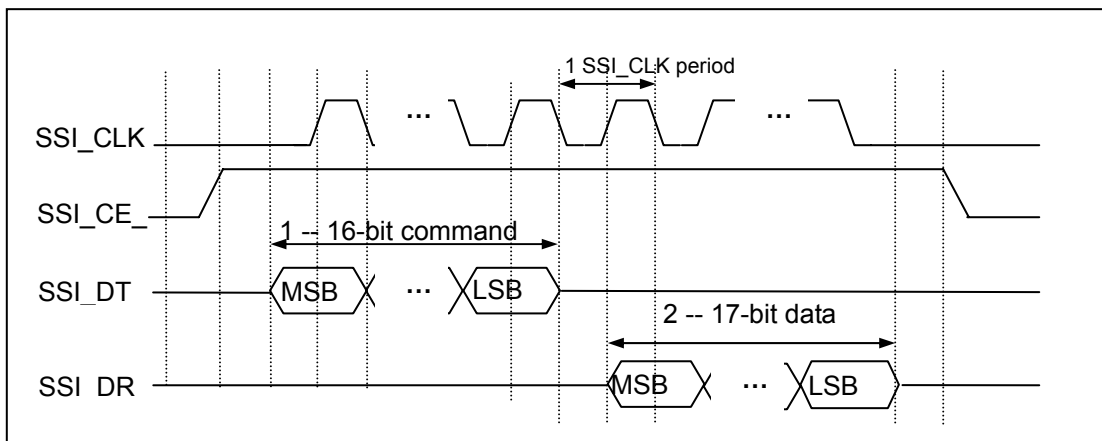 1 SSI_CLK period
SSI_CLK
...
...
SSI_CE_
1 -- 16-bit command
SSI_DT
MSB
...
LSB
2 -- 17-bit data
SSI DR
MSB
...
LSB